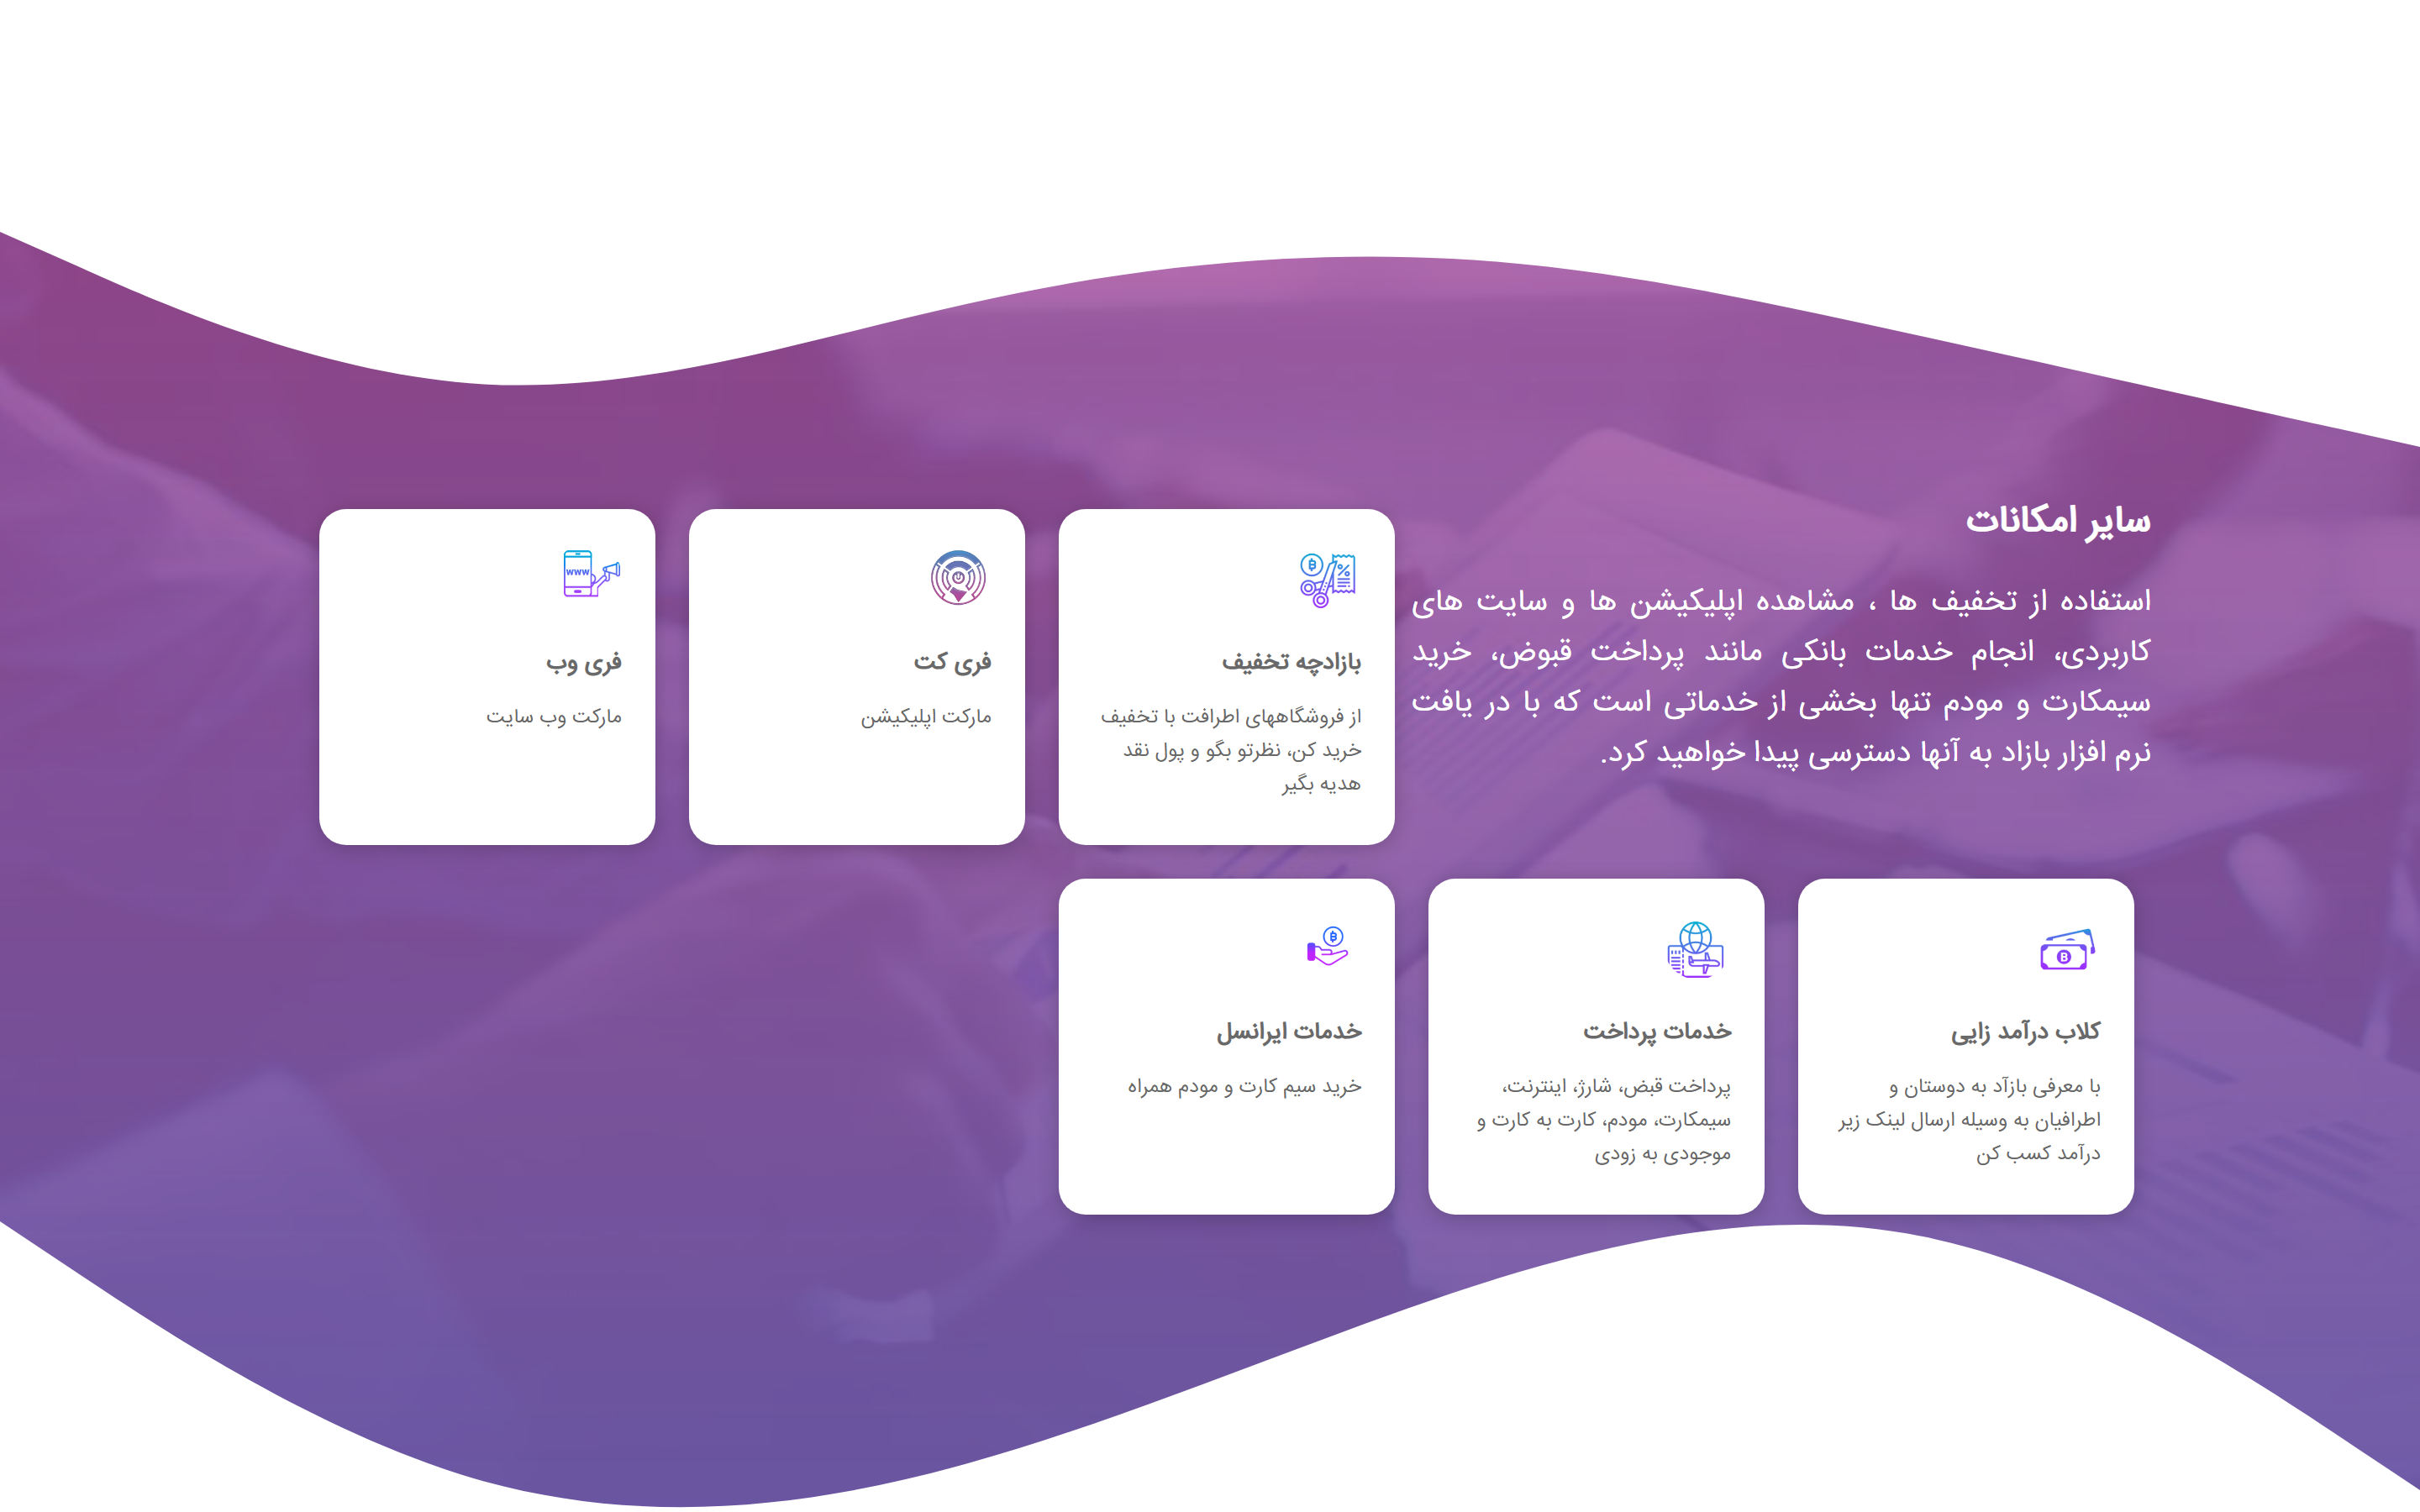 سایر امکانات
استفاده از تخفیف ها ، مشاهده اپلیکیشن ها و سایت های
کاربردی، انجام خدمات بانکی مانند پرداخت قبوض، خرید
سیمکارت و مودم تنها بخشی از خدماتی است که با در یافت
نرم افزار بازاد به آنها دسترسی پیدا خواهید کرد.
بازادچه تخفیف
از فروشگاههای اطرافت با تخفیف
خرید کن، نظرتو بگو و پول نقد
هدیه بگیر
فری کت
مارکت اپلیکیشن
www
فری وب
مارکت وب سایت
کلاب درآمد زایی
با معرفی بازآد به دوستان و
اطرافیان به وسیله ارسال لینک زیر
درآمد کسب کن
خدمات پرداخت
پرداخت قبض، شارژ، اینترنت،
سیمکارت، مودم، کارت به کارت و
موجودی به زودی
خدمات ایرانسل
خرید سیم کارت و مودم همراه